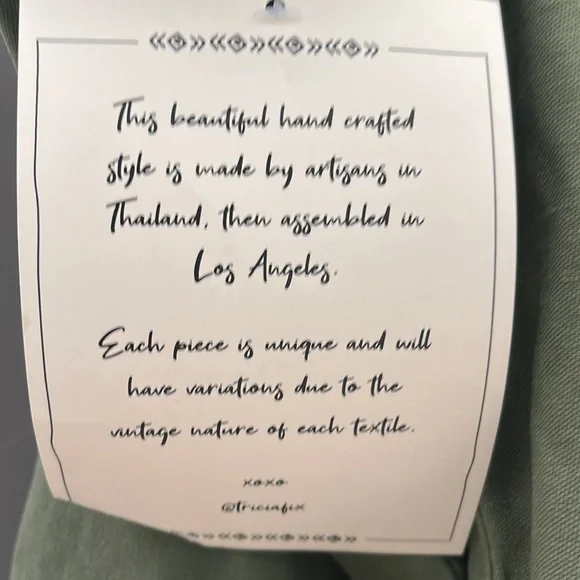 This beautiful hand crafted
style is made by artisans in
Thailand, then assembled in
Los Angeles.
Each piece is unique and will
have variations due to the
vintage nature of each textile.
xoxo
@triciafix